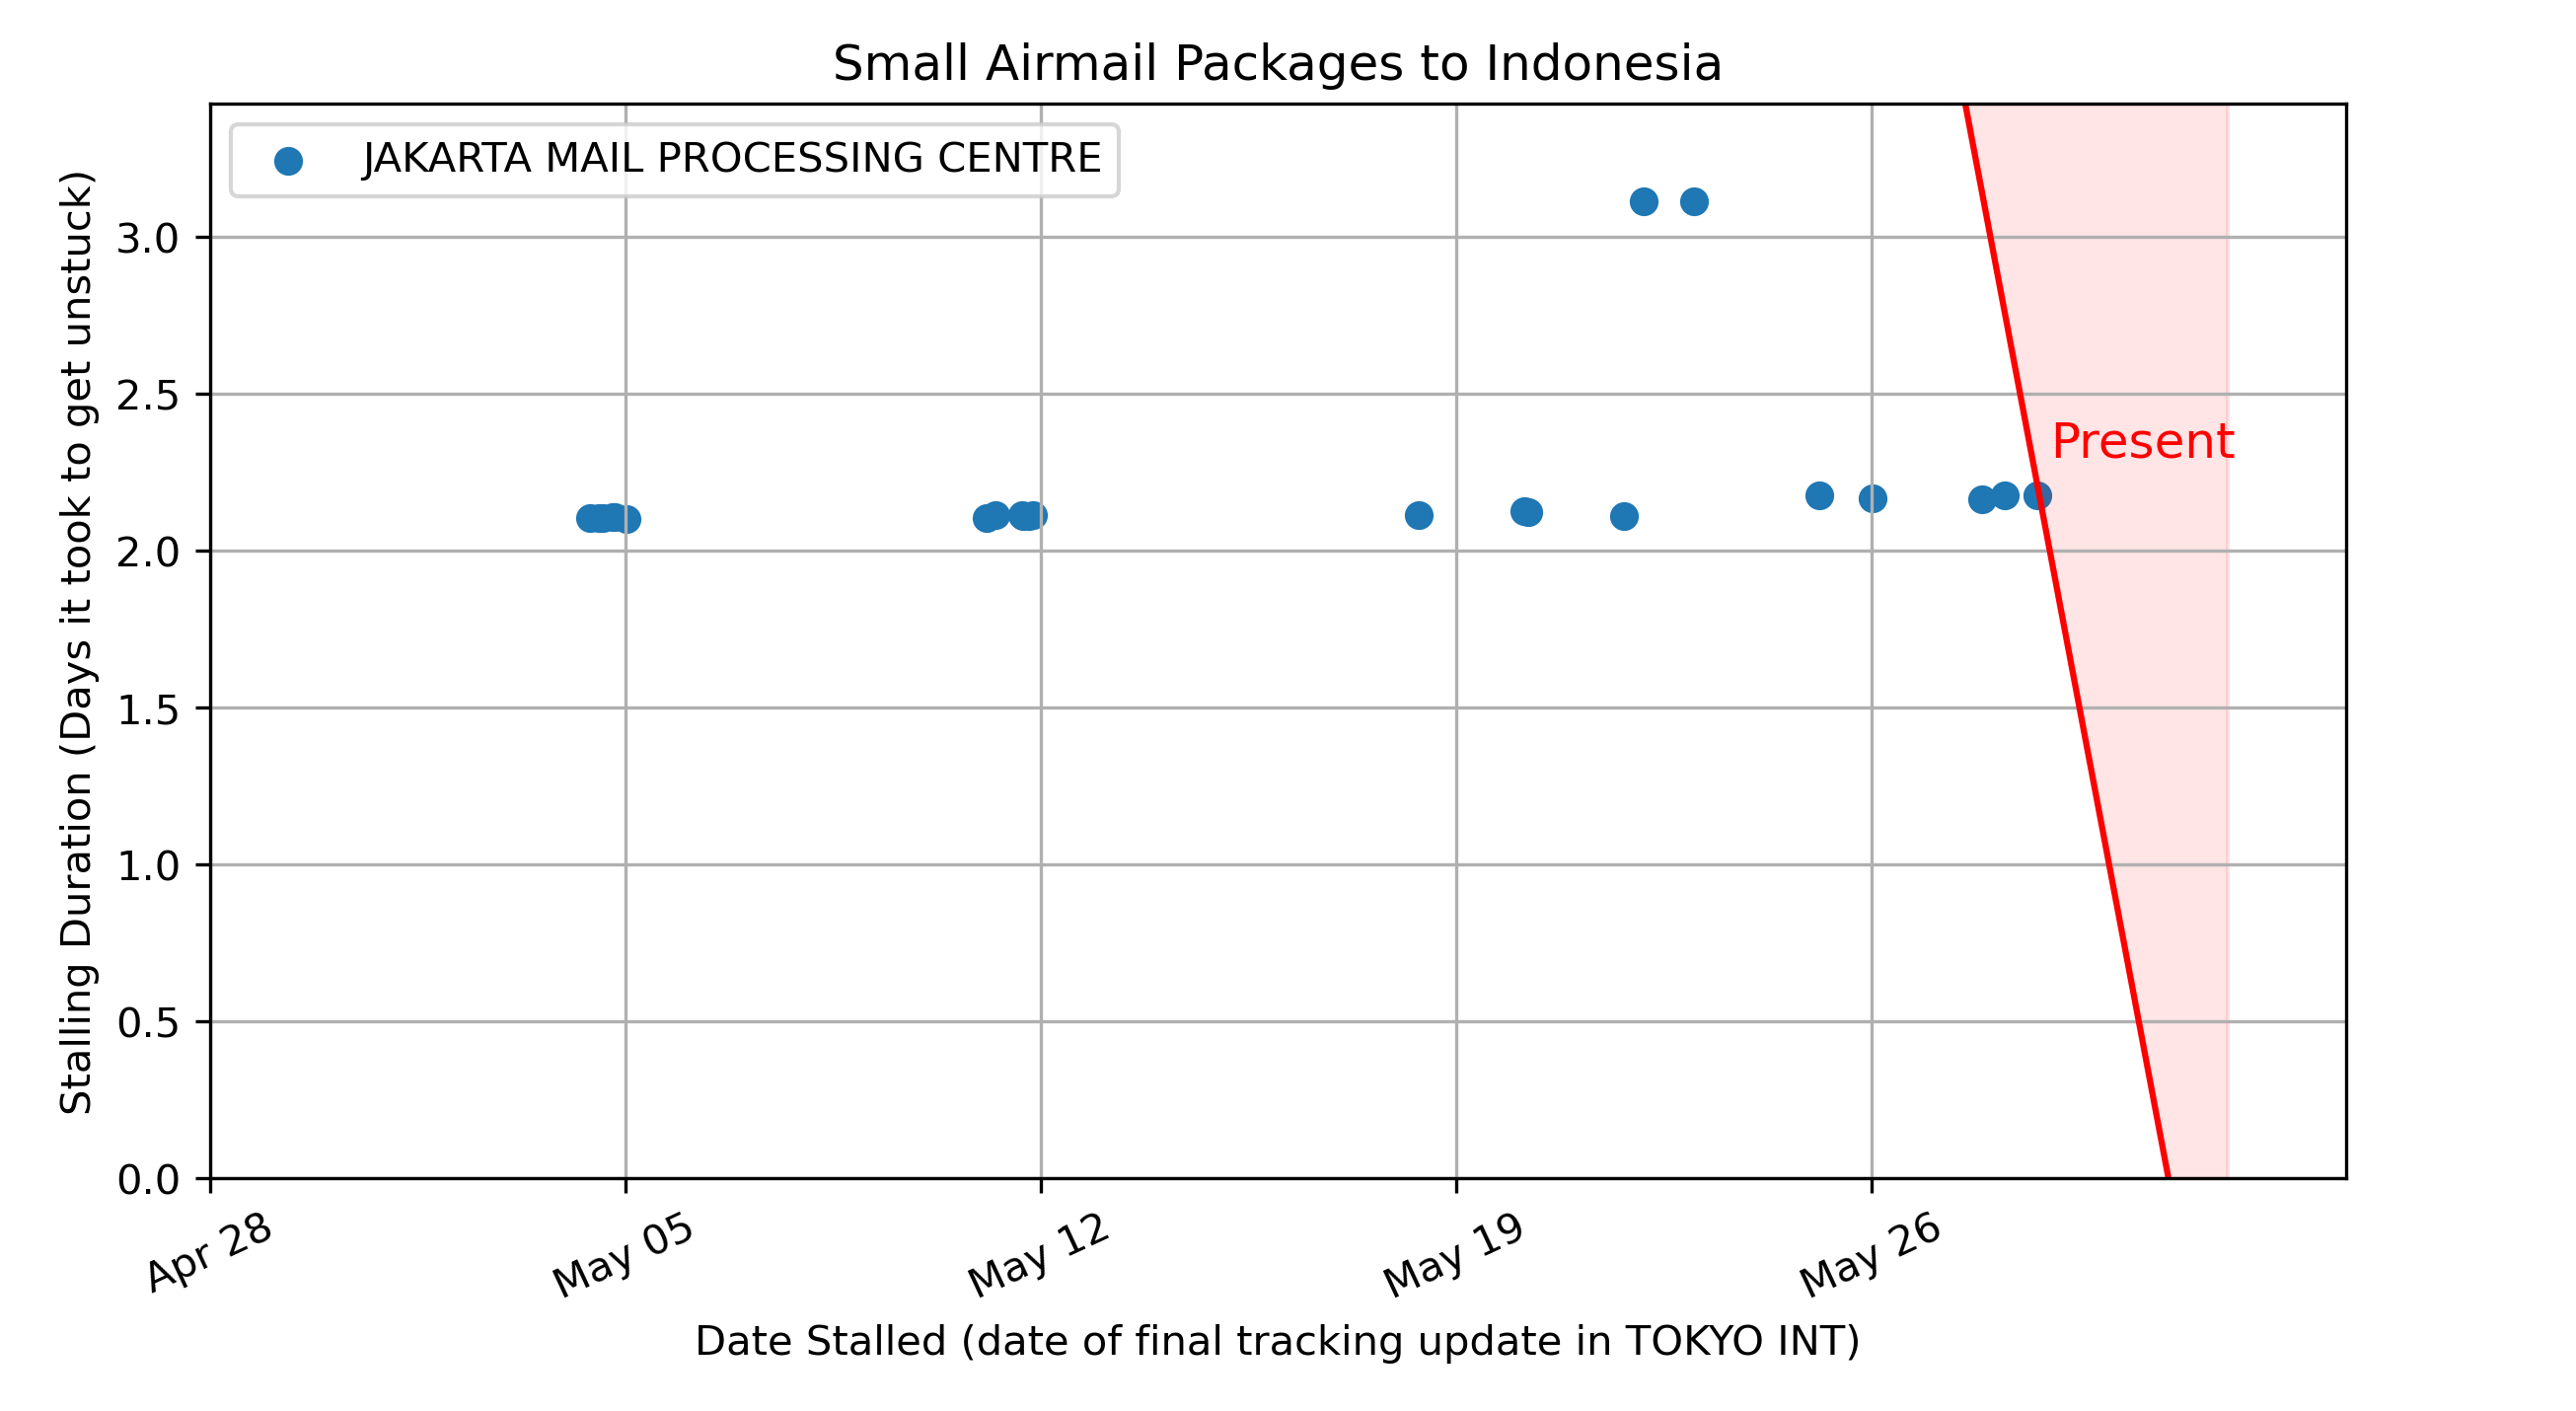 Small Airmail Packages to Indonesia
JAKARTA MAIL PROCESSING CENTRE
Stalling Duration (Days it took to get unstuck)
3.0
2.5
2.0
1.5
1.0
0.5
0.0
Present
Apr 28
May 05
May 12
May 19
May 26
Date Stalled (date of final tracking update in TOKYO INT)